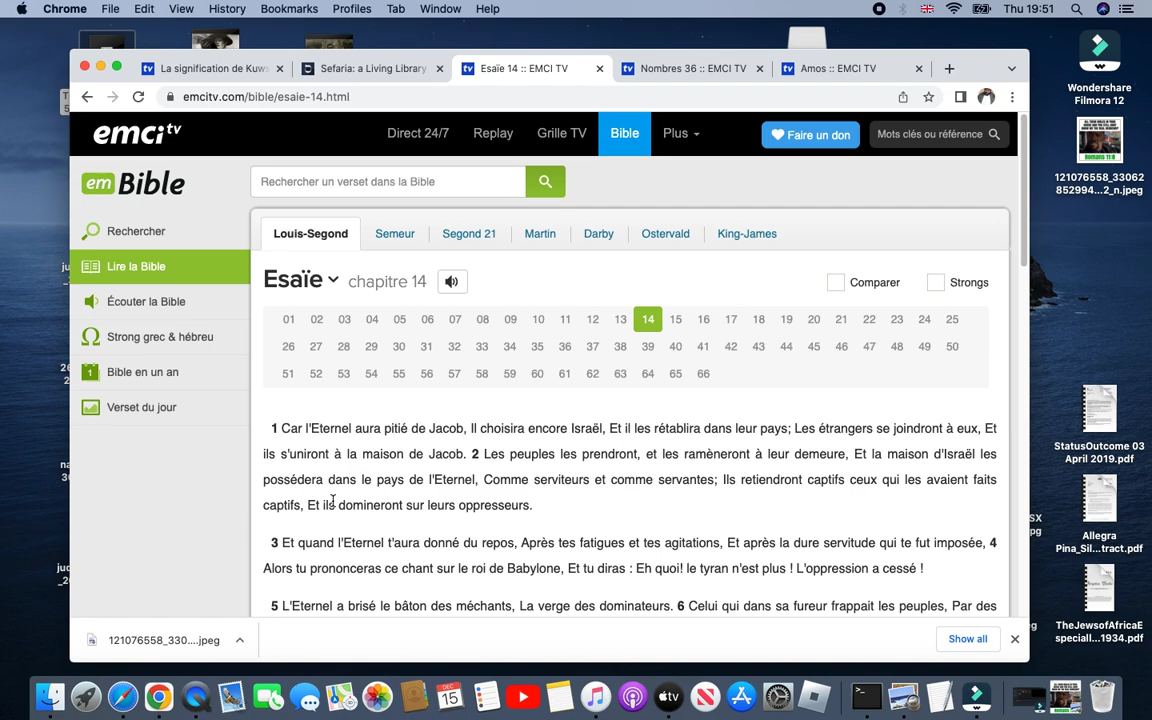 Chrome File Edit View History Bookmarks Profiles Tab Window Help Thu 19:51
La signification de Kuw
Sefaria: a Living Library
Esaïe 14 :: EMCI TV
Nombres 36 :: EMCI TV
Amos :: EMCI TV
emcitv.com/bible/esaie-14.html
emci tv Direct 24/7 Replay Grille TV Bible Plus Faire un don Mots clés ou référence
em Bible
Rechercher un verset dans la Bible
Rechercher
Lire la Bible
Écouter la Bible
Strong grec & hébreu
1 Bible en un an
Verset du jour
Louis-Segond Semeur Segond 21 Martin Darby Ostervald King-James
Esaïe chapitre 14 Comparer Strongs
01 02 03 04 05 06 07 08 09 10 11 12 13 14 15 16 17 18 19 20 21 22 23 24 25
26 27 28 29 30 31 32 33 34 35 36 37 38 39 40 41 42 43 44 45 46 47 48 49 50
51 52 53 54 55 56 57 58 59 60 61 62 63 64 65 66
1 Car l'Eternel aura pitié de Jacob, Il choisira encore Israël, Et il les rétablira dans leur pays; Les étrangers se joindront à eux, Et
ils s'uniront à la maison de Jacob. 2 Les peuples les prendront, et les ramèneront à leur demeure, Et la maison d'Israël les
possédera dans le pays de l'Eternel, Comme serviteurs et comme servantes; Ils retiendront captifs ceux qui les avaient faits
captifs, Et ils domineront sur leurs oppresseurs.
3 Et quand l'Eternel t'aura donné du repos, Après tes fatigues et tes agitations, Et après la dure servitude qui te fut imposée, 4
Alors tu prononceras ce chant sur le roi de Babylone, Et tu diras : Eh quoi! le tyran n'est plus ! L'oppression a cessé !
5 L'Eternel a brisé le bâton des méchants, La verge des dominateurs. 6 Celui qui dans sa fureur frappait les peuples, Par des
121076558_330....jpeg
Show all
Wondershare
Filmora 12
Romans 11:8
121076558_33062
852994...2_n.jpeg
StatusOutcome 03
April 2019.pdf
Allegra
Pina_Sil...tract.pdf
TheJewsofAfricaE
speciall...1934.pdf
DEC
15
tv